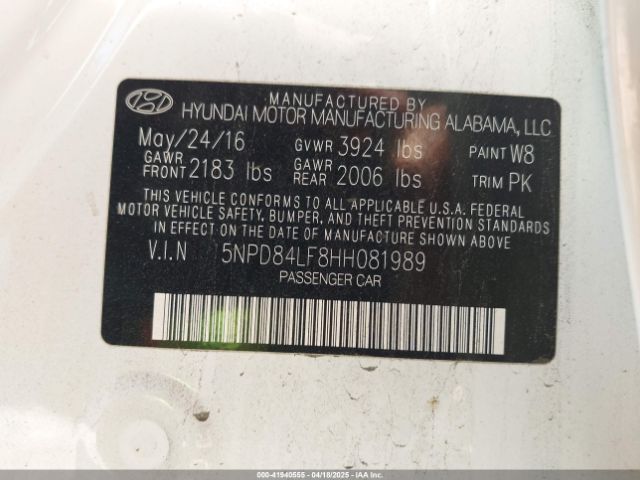 MANUFACTURED BY
HYUNDAI MOTOR MANUFACTURING ALABAMA, LLC
May/24/16 GVWR 3924 lbs PAINT W8
GAWR FRONT 2183 lbs GAWR REAR 2006 lbs TRIM PK
THIS VEHICLE CONFORMS TO ALL APPLICABLE U.S.A. FEDERAL
MOTOR VEHICLE SAFETY, BUMPER, AND THEFT PREVENTION STANDARDS
IN EFFECT ON THE DATE OF MANUFACTURE SHOWN ABOVE
V.I.N 5NPD84LF8HH081989
PASSENGER CAR
000-41940555 - 04/18/2025 - IAAI.COM